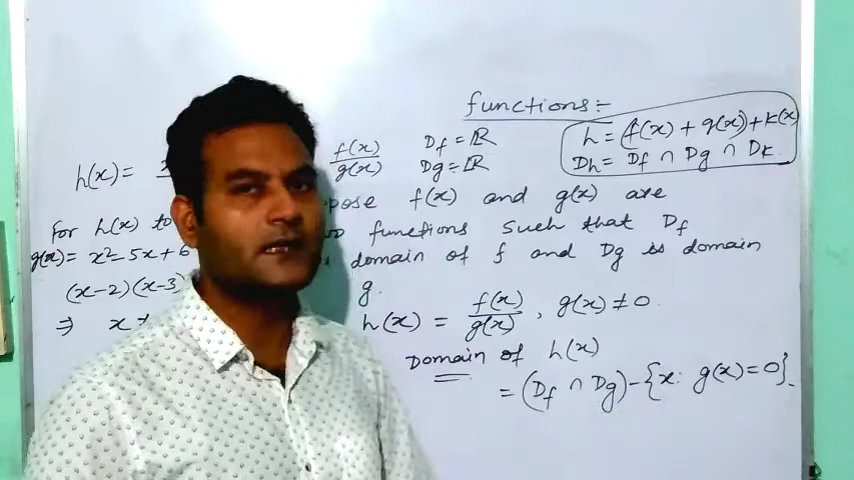 functions :-
h = f(x) + g(x) + k(x)
Dh = Df ∩ Dg ∩ Dk
h(x) =
f(x)/g(x)
Df = ℝ
Dg = ℝ
For h(x) to
g(x) = x²-5x+6
(x-2)(x-3)
⇒ x
f(x) and g(x) are
functions such that Df
domain of f and Dg is domain
g.
h(x) = f(x)/g(x), g(x) ≠ 0.
Domain of h(x)
= (Df ∩ Dg) - {x: g(x) = 0}.